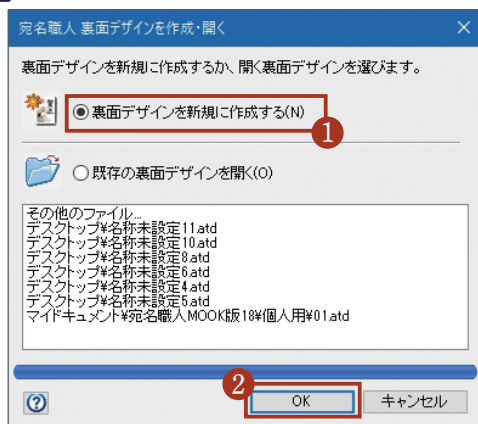 宛名職人 裏面デザインを作成・開く
裏面デザインを新規に作成するか、開く裏面デザインを選びます。
裏面デザインを新規に作成する(N)
1
既存の裏面デザインを開く(O)
その他のファイル...
デスクトップ¥名称未設定11.atd
デスクトップ¥名称未設定10.atd
デスクトップ¥名称未設定8.atd
デスクトップ¥名称未設定6.atd
デスクトップ¥名称未設定4.atd
デスクトップ¥名称未設定5.atd
マイドキュメント¥宛名職人MOOK版18¥個人用¥01.atd
2
? OK キャンセル